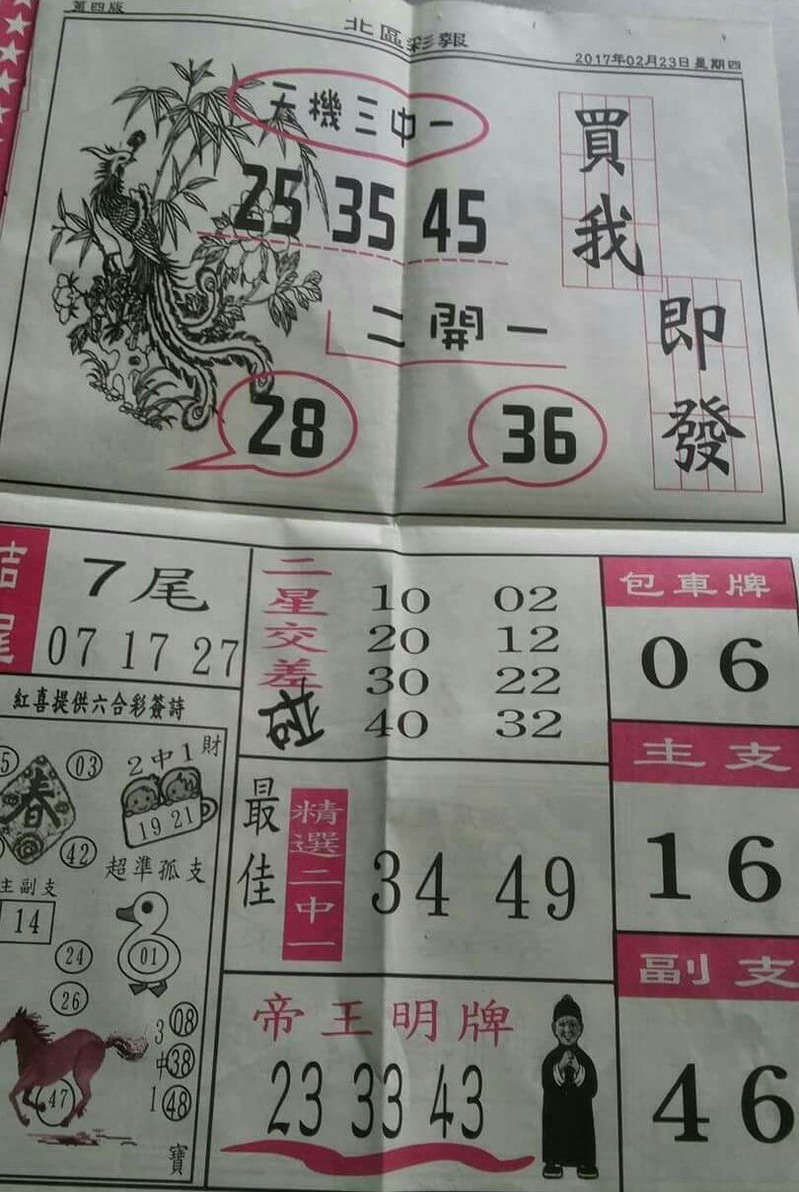 第四版
北區彩報
2017年02月23日星期四
天機三中一
25 35 45
二開一
28
36
買我
即發
7尾
07 17 27
二星交差
10 02
20 12
30 22
40 32
包車牌
06
主支
16
副支
46
紅喜提供六合彩簽詩
財
03
春
2中1
19 21
42
超準孤支
主副支
14
01
24
26
3中1
08
38
48
47
寶
最佳
精選二中一
34 49
帝王明牌
23 33 43